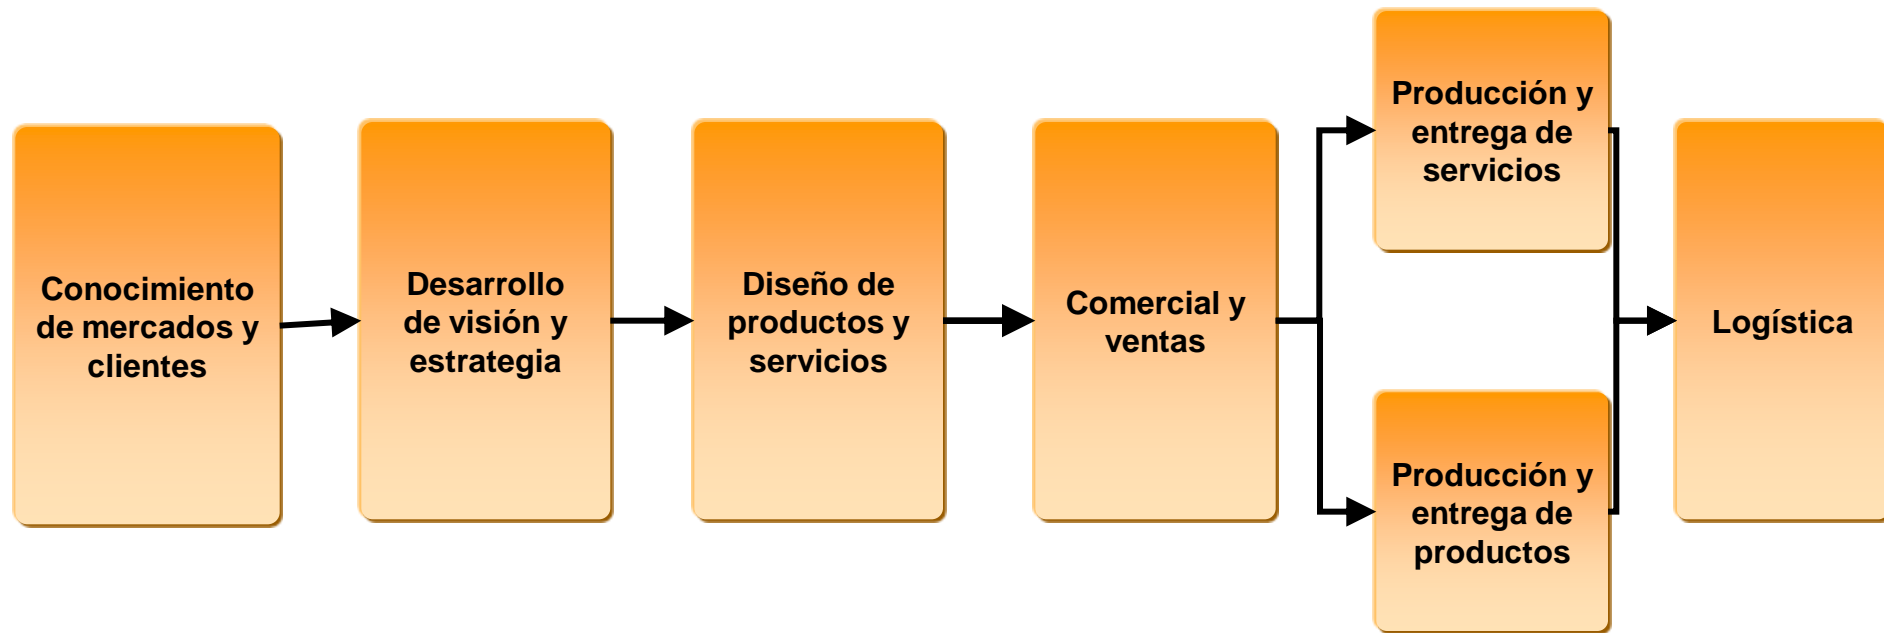 Conocimiento
de mercados y
clientes
Desarrollo
de visión y
estrategia
Diseño de
productos y
servicios
Comercial y
ventas
Producción y
entrega de
servicios
Producción y
entrega de
productos
Logística